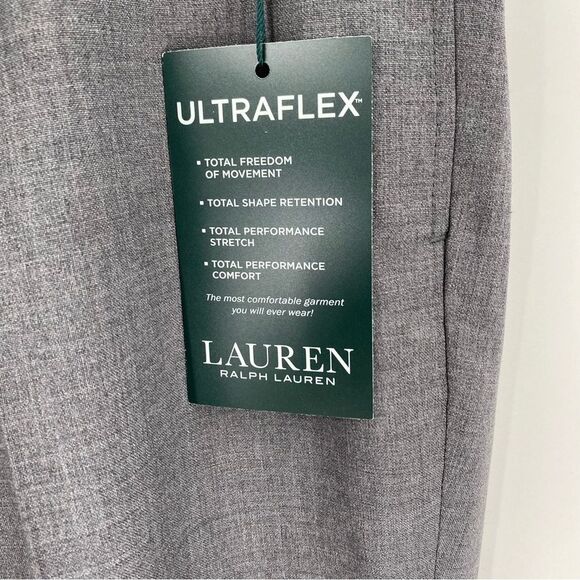 ULTRAFLEX™
▪ TOTAL FREEDOM
OF MOVEMENT
▪ TOTAL SHAPE RETENTION
▪ TOTAL PERFORMANCE
STRETCH
▪ TOTAL PERFORMANCE
COMFORT
The most comfortable garment
you will ever wear!
LAUREN
RALPH LAUREN